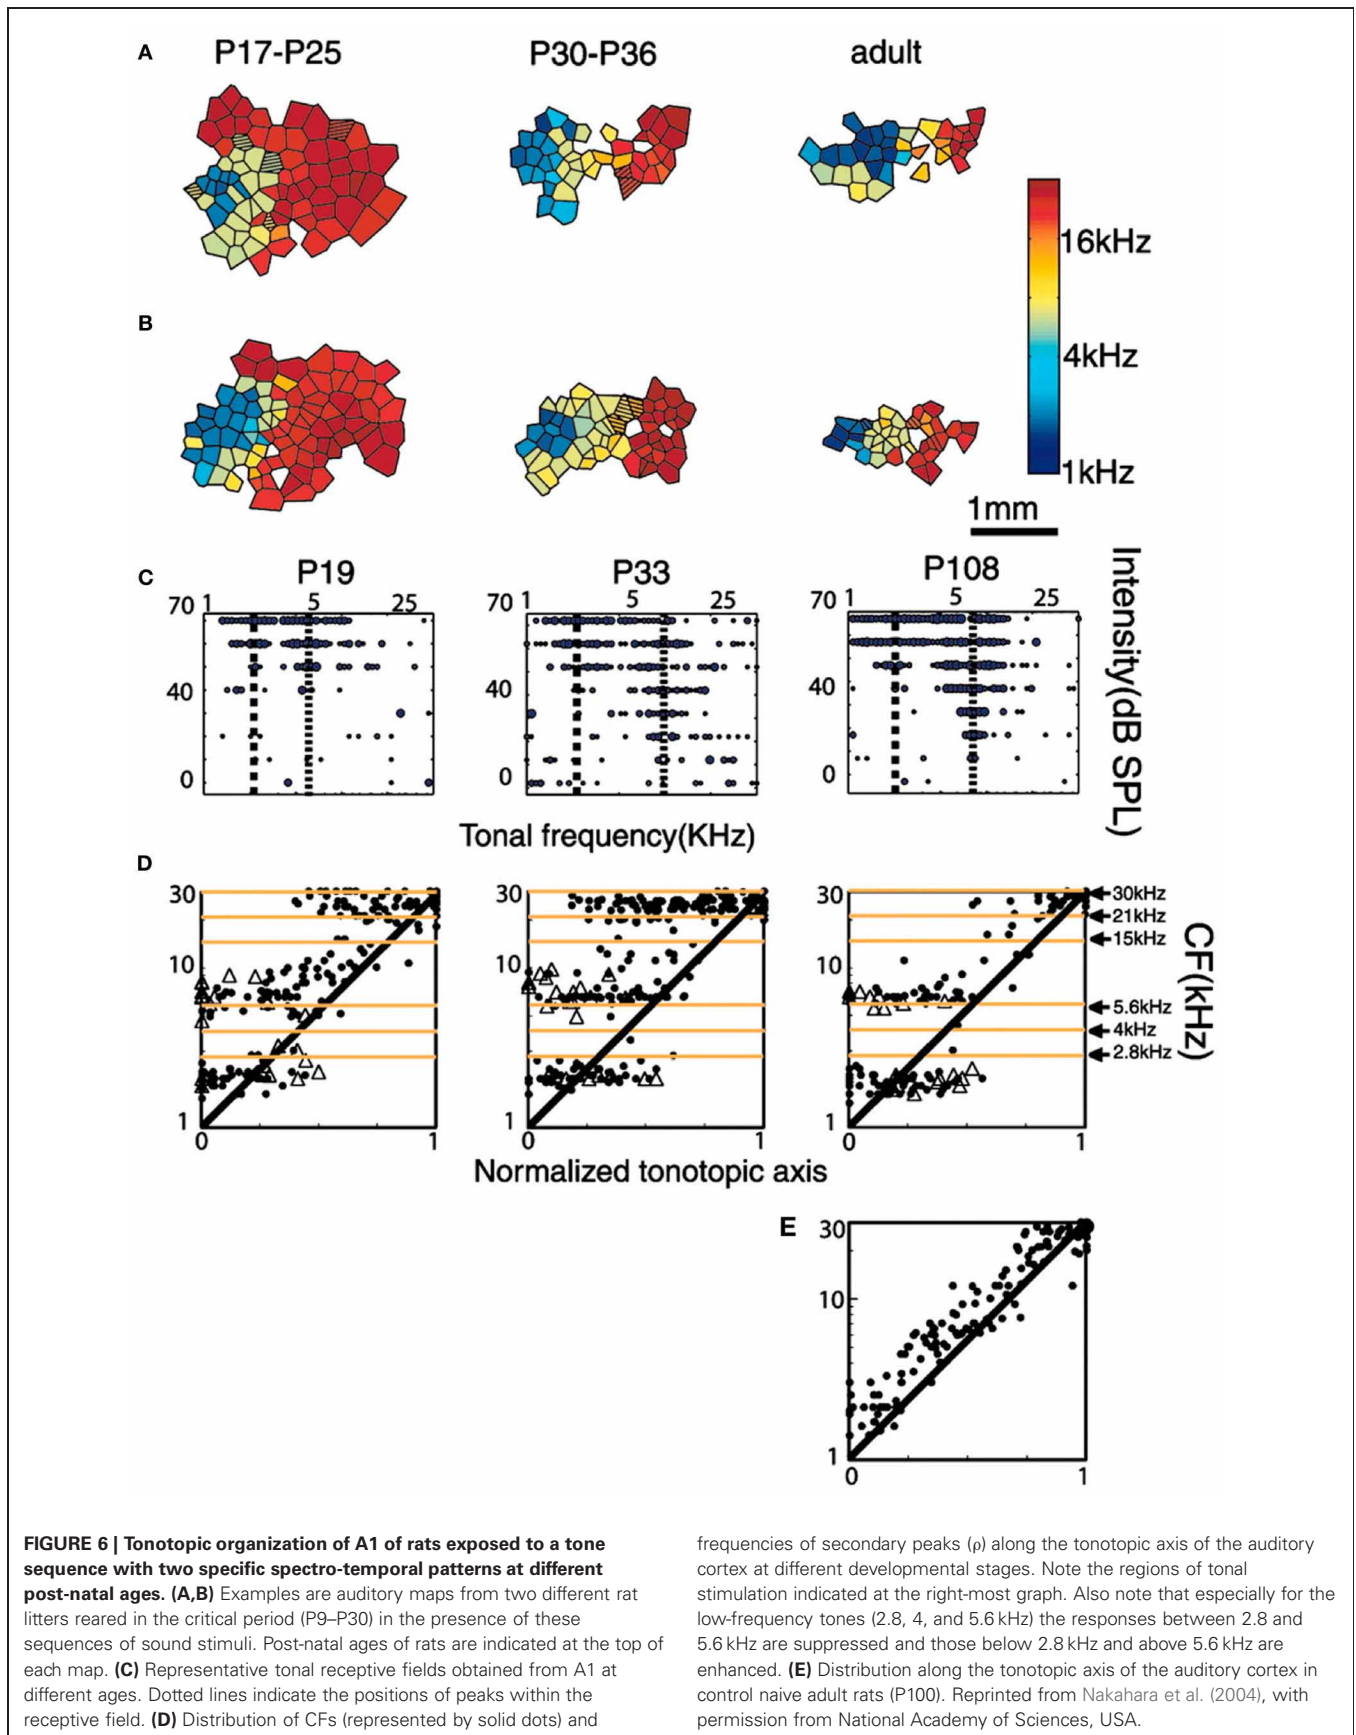 A
P17-P25
P30-P36
adult
16kHz
4kHz
1kHz
B
1mm
C
P19
P33
P108
70
1
5
25
40
0
70
1
5
25
40
0
70
1
5
25
40
0
Intensity(dB SPL)
Tonal frequency(KHz)
D
30
10
1
0
1
30
10
1
0
1
30
10
1
0
1
30kHz
21kHz
15kHz
5.6kHz
4kHz
2.8kHz
CF(kHz)
Normalized tonotopic axis
E
30
10
1
0
1
FIGURE 6 | Tonotopic organization of A1 of rats exposed to a tone
sequence with two specific spectro-temporal patterns at different
post-natal ages. (A,B) Examples are auditory maps from two different rat
litters reared in the critical period (P9–P30) in the presence of these
sequences of sound stimuli. Post-natal ages of rats are indicated at the top of
each map. (C) Representative tonal receptive fields obtained from A1 at
different ages. Dotted lines indicate the positions of peaks within the
receptive field. (D) Distribution of CFs (represented by solid dots) and
frequencies of secondary peaks (ρ) along the tonotopic axis of the auditory
cortex at different developmental stages. Note the regions of tonal
stimulation indicated at the right-most graph. Also note that especially for the
low-frequency tones (2.8, 4, and 5.6 kHz) the responses between 2.8 and
5.6 kHz are suppressed and those below 2.8 kHz and above 5.6 kHz are
enhanced. (E) Distribution along the tonotopic axis of the auditory cortex in
control naive adult rats (P100). Reprinted from Nakahara et al. (2004), with
permission from National Academy of Sciences, USA.